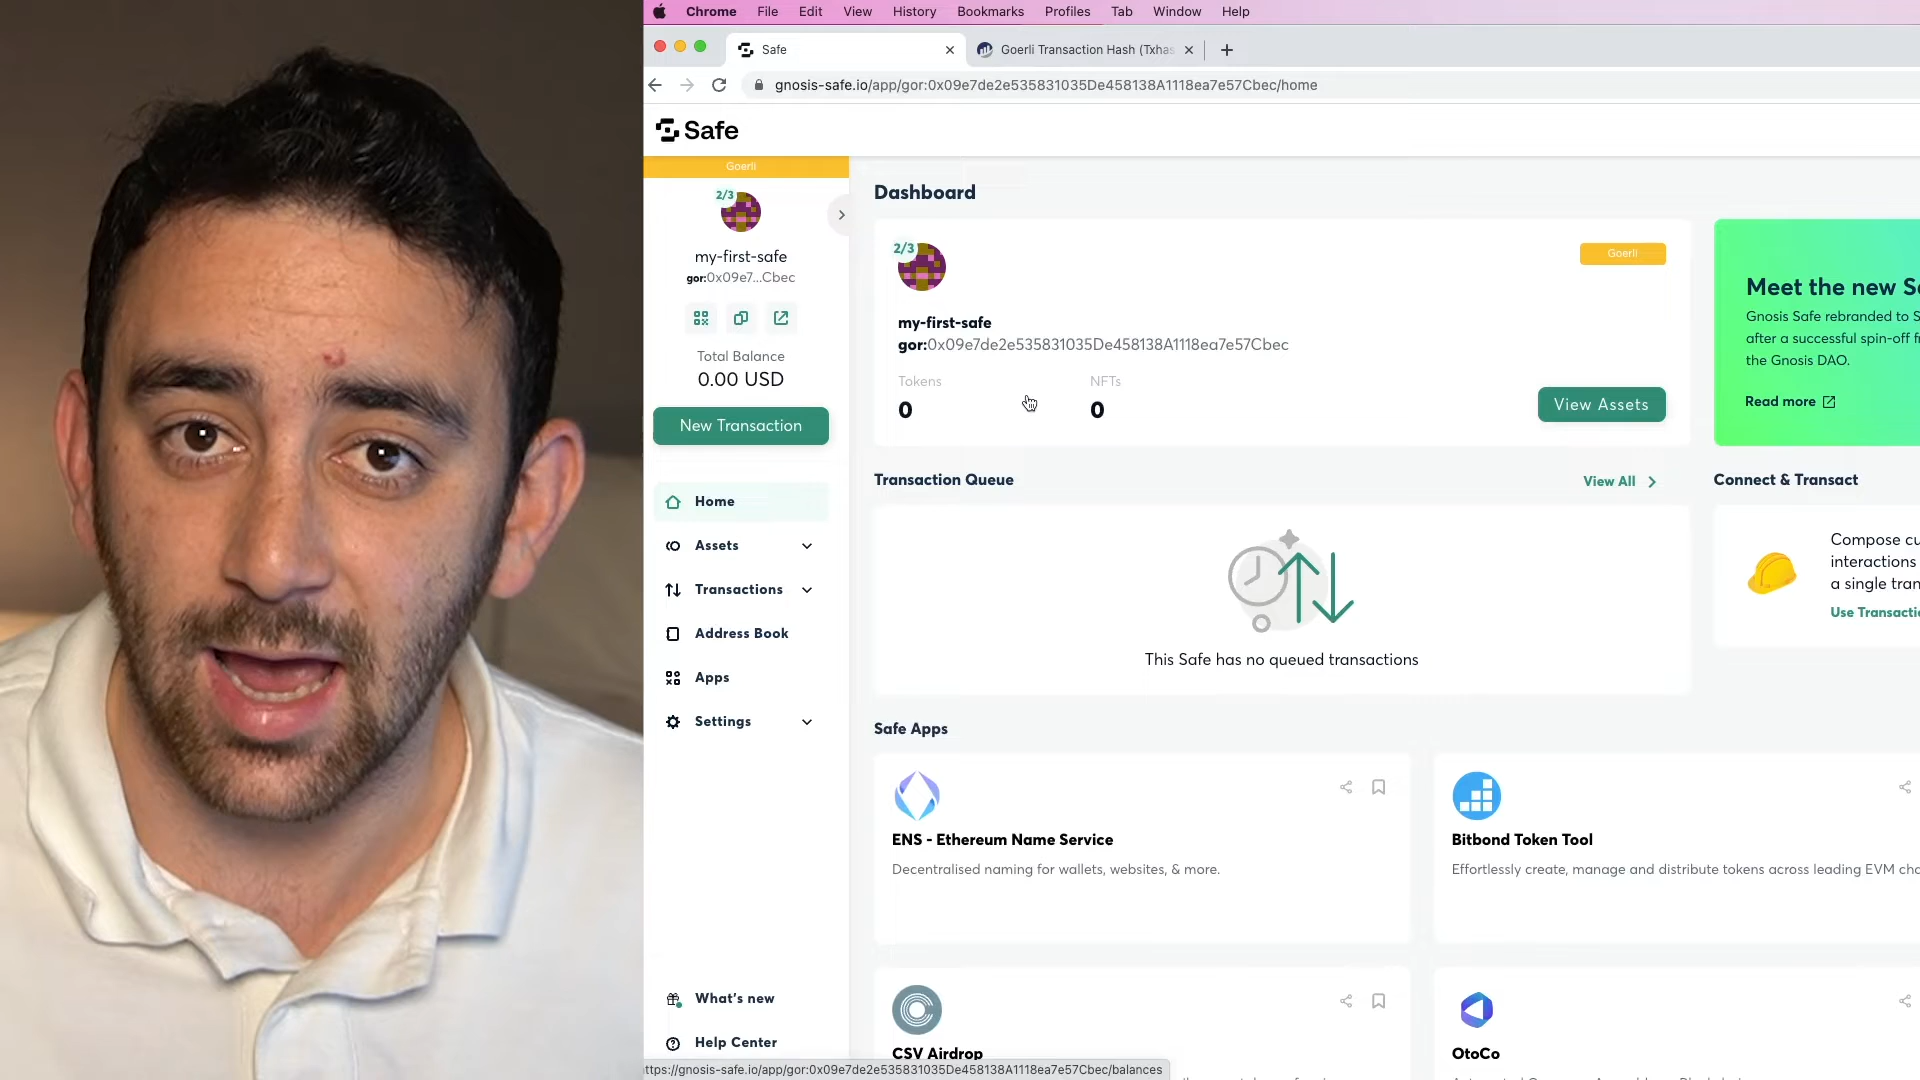 Chrome File Edit View History Bookmarks Profiles Tab Window Help
Safe
Goerli Transaction Hash (Txhas
gnosis-safe.io/app/gor:0x09e7de2e535831035De458138A1118ea7e57Cbec/home
Safe
Goerli
2/3
my-first-safe
gor:0x09e7...Cbec
Total Balance
0.00 USD
New Transaction
Home
Assets
Transactions
Address Book
Apps
Settings
What's new
Help Center
Dashboard
2/3
Goerli
my-first-safe
gor:0x09e7de2e535831035De458138A1118ea7e57Cbec
Tokens
0
NFTs
0
View Assets
Meet the new S
Gnosis Safe rebranded to S
after a successful spin-off f
the Gnosis DAO.
Read more
Transaction Queue
View All
This Safe has no queued transactions
Connect & Transact
Compose cu
interactions
a single tran
Use Transacti
Safe Apps
ENS - Ethereum Name Service
Decentralised naming for wallets, websites, & more.
Bitbond Token Tool
Effortlessly create, manage and distribute tokens across leading EVM cha
CSV Airdrop
OtoCo
ttps://gnosis-safe.io/app/gor:0x09e7de2e535831035De458138A1118ea7e57Cbec/balances